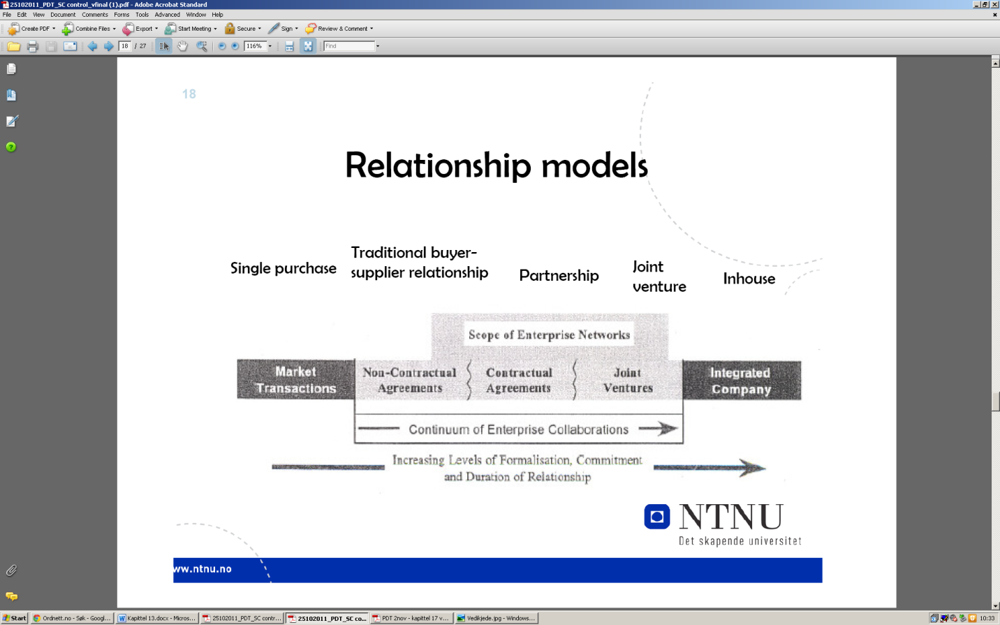 25102011_PDT_SC control_vfinal (1).pdf - Adobe Acrobat Standard
File Edit View Document Comments Forms Tools Advanced Window Help
Create PDF Combine Files Export Start Meeting Secure Sign Review & Comment
18 / 27 116% Find
18
Relationship models
Single purchase
Traditional buyer-
supplier relationship
Partnership
Joint
venture
Inhouse
Scope of Enterprise Networks
Market
Transactions
Non-Contractual
Agreements
Contractual
Agreements
Joint
Ventures
Integrated
Company
Continuum of Enterprise Collaborations
Increasing Levels of Formalisation, Commitment
and Duration of Relationship
NTNU
Det skapende universitet
ww.ntnu.no
Start Ordnett.no - Søk - Googl... Kapittel 13.docx - Micros... 25102011_PDT_SC contr... 25102011_PDT_SC co... PDT 2nov - kapittel 17 v... Vedikjede.jpg - Windows... 10:33